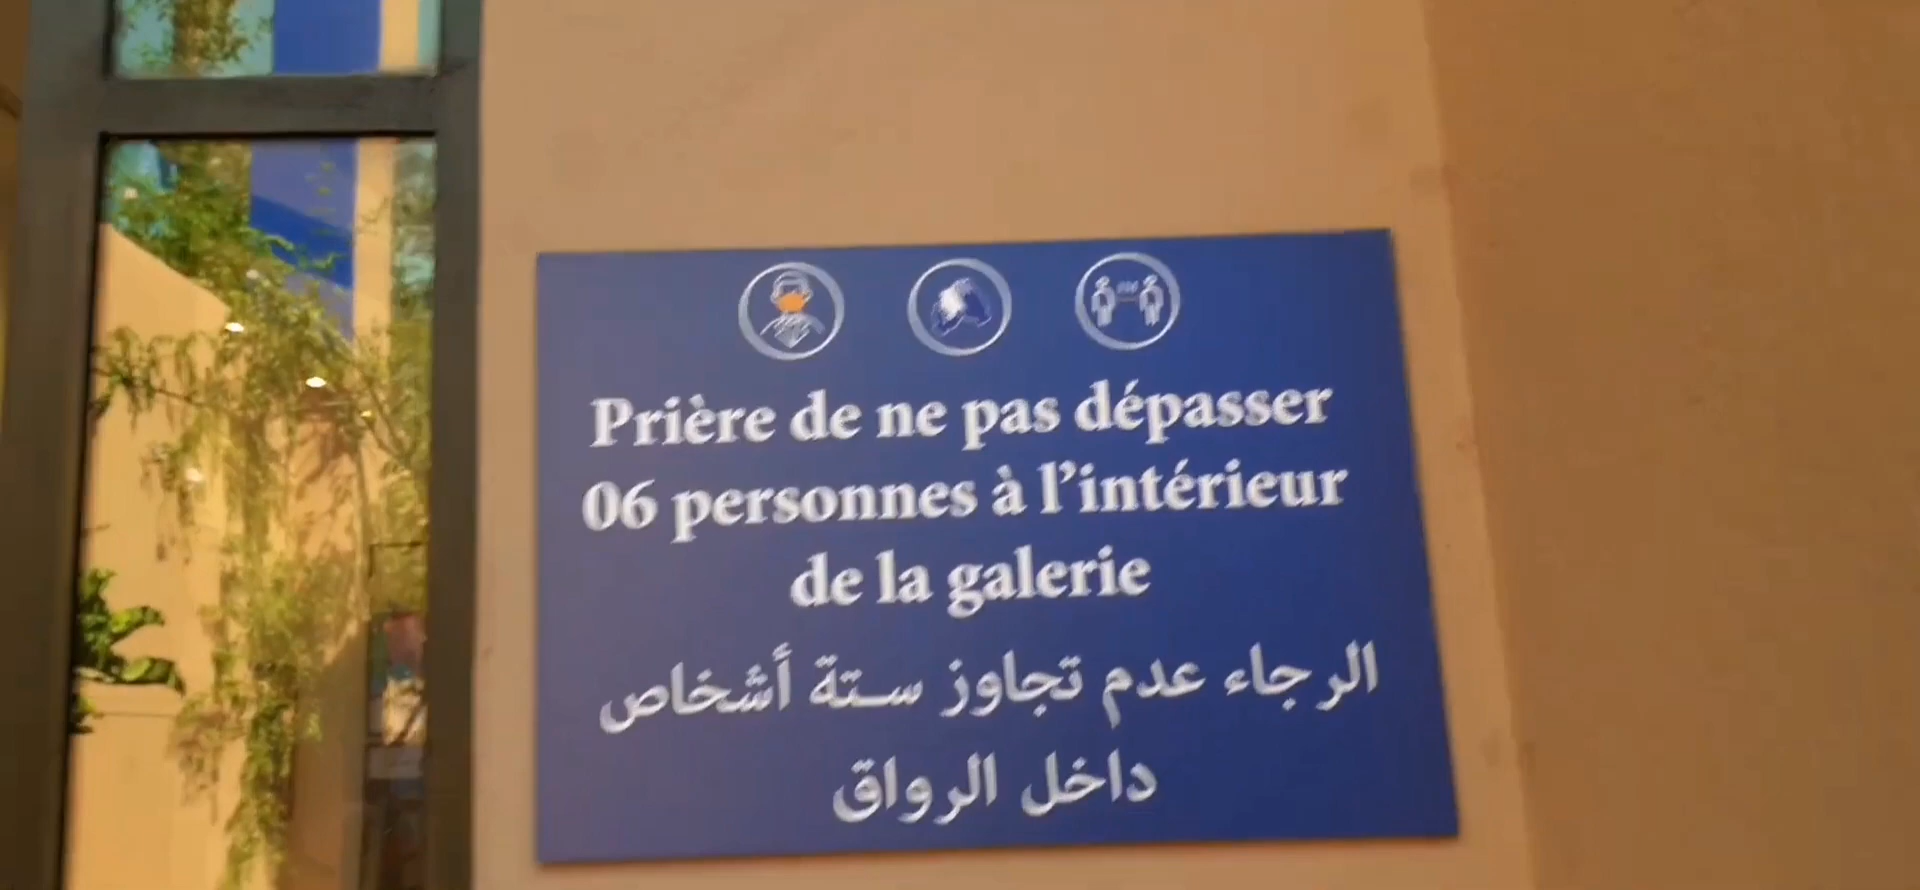 Prière de ne pas dépasser
06 personnes à l'intérieur
de la galerie
الرجاء عدم تجاوز ستة أشخاص
داخل الرواق